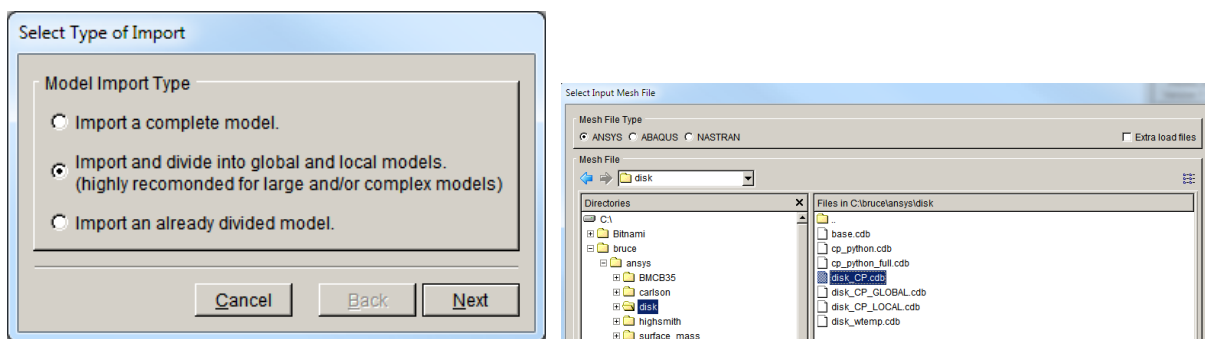 Select Type of Import
Model Import Type
Import a complete model.
Import and divide into global and local models.
(highly recomonded for large and/or complex models)
Import an already divided model.
Cancel Back Next
Select Input Mesh File
Mesh File Type
ANSYS ABAQUS NASTRAN Extra load files
Mesh File
disk
Directories
C:\
Bitnami
bruce
ansys
BMCB35
carlson
disk
highsmith
surface_mass
Files in C:\bruce\ansys\disk
..
base.cdb
cp_python.cdb
cp_python_full.cdb
disk_CP.cdb
disk_CP_GLOBAL.cdb
disk_CP_LOCAL.cdb
disk_wtemp.cdb